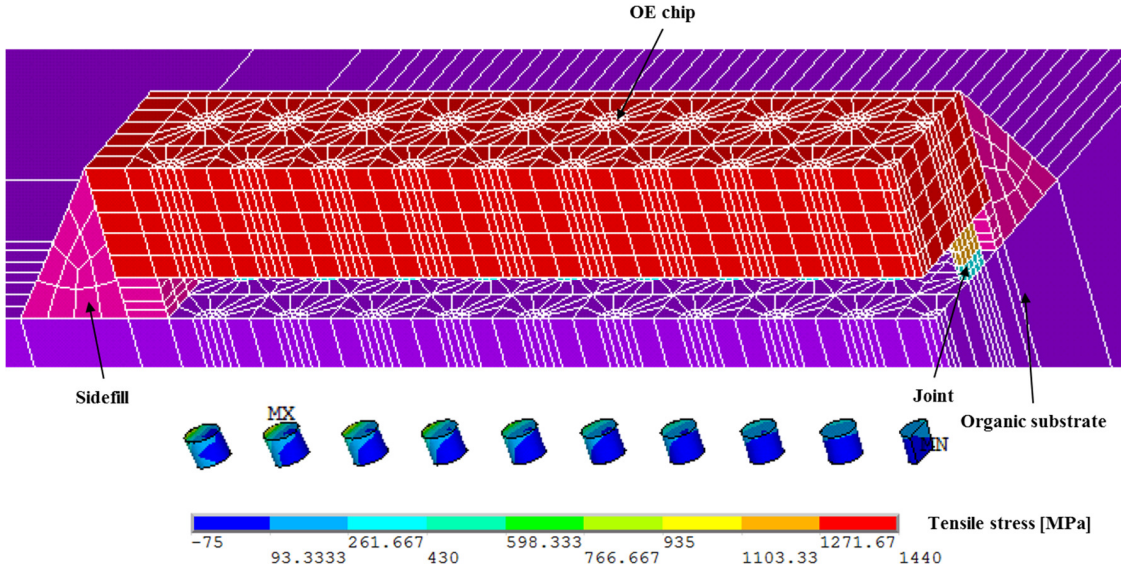 OE chip
Sidefill
Joint
Organic substrate
MX
MN
Tensile stress [MPa]
-75
93.3333
261.667
430
598.333
766.667
935
1103.33
1271.67
1440